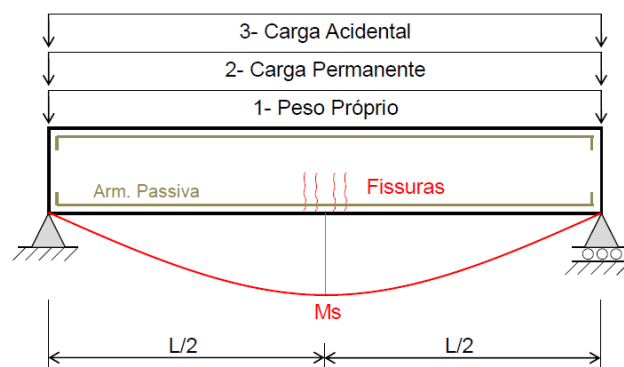 3- Carga Acidental
2- Carga Permanente
1- Peso Próprio
Arm. Passiva
Fissuras
Ms
L/2
L/2